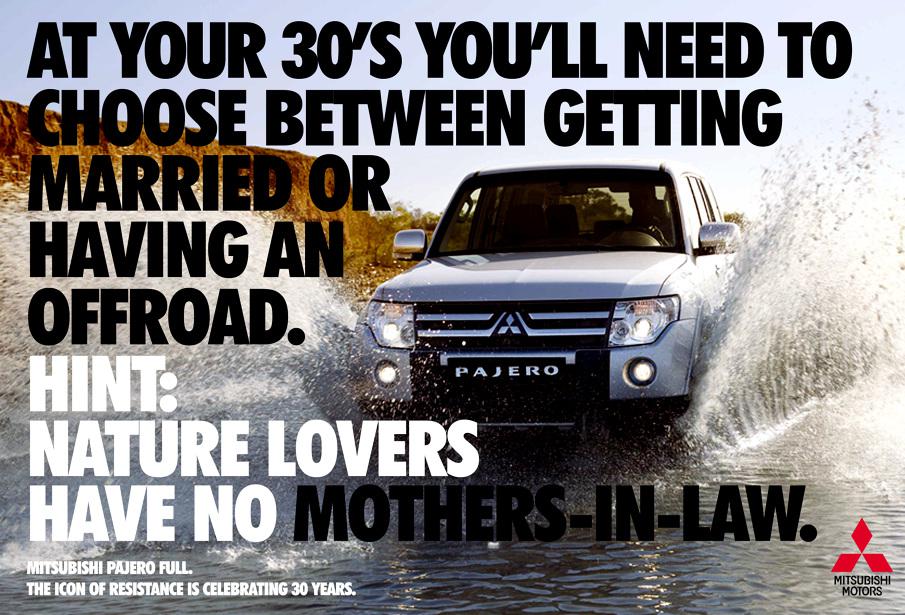 AT YOUR 30'S YOU'LL NEED TO
CHOOSE BETWEEN GETTING
MARRIED OR
HAVING AN
OFFROAD.
HINT:
NATURE LOVERS
HAVE NO MOTHERS-IN-LAW.
PAJERO
MITSUBISHI PAJERO FULL.
THE ICON OF RESISTANCE IS CELEBRATING 30 YEARS.
MITSUBISHI
MOTORS